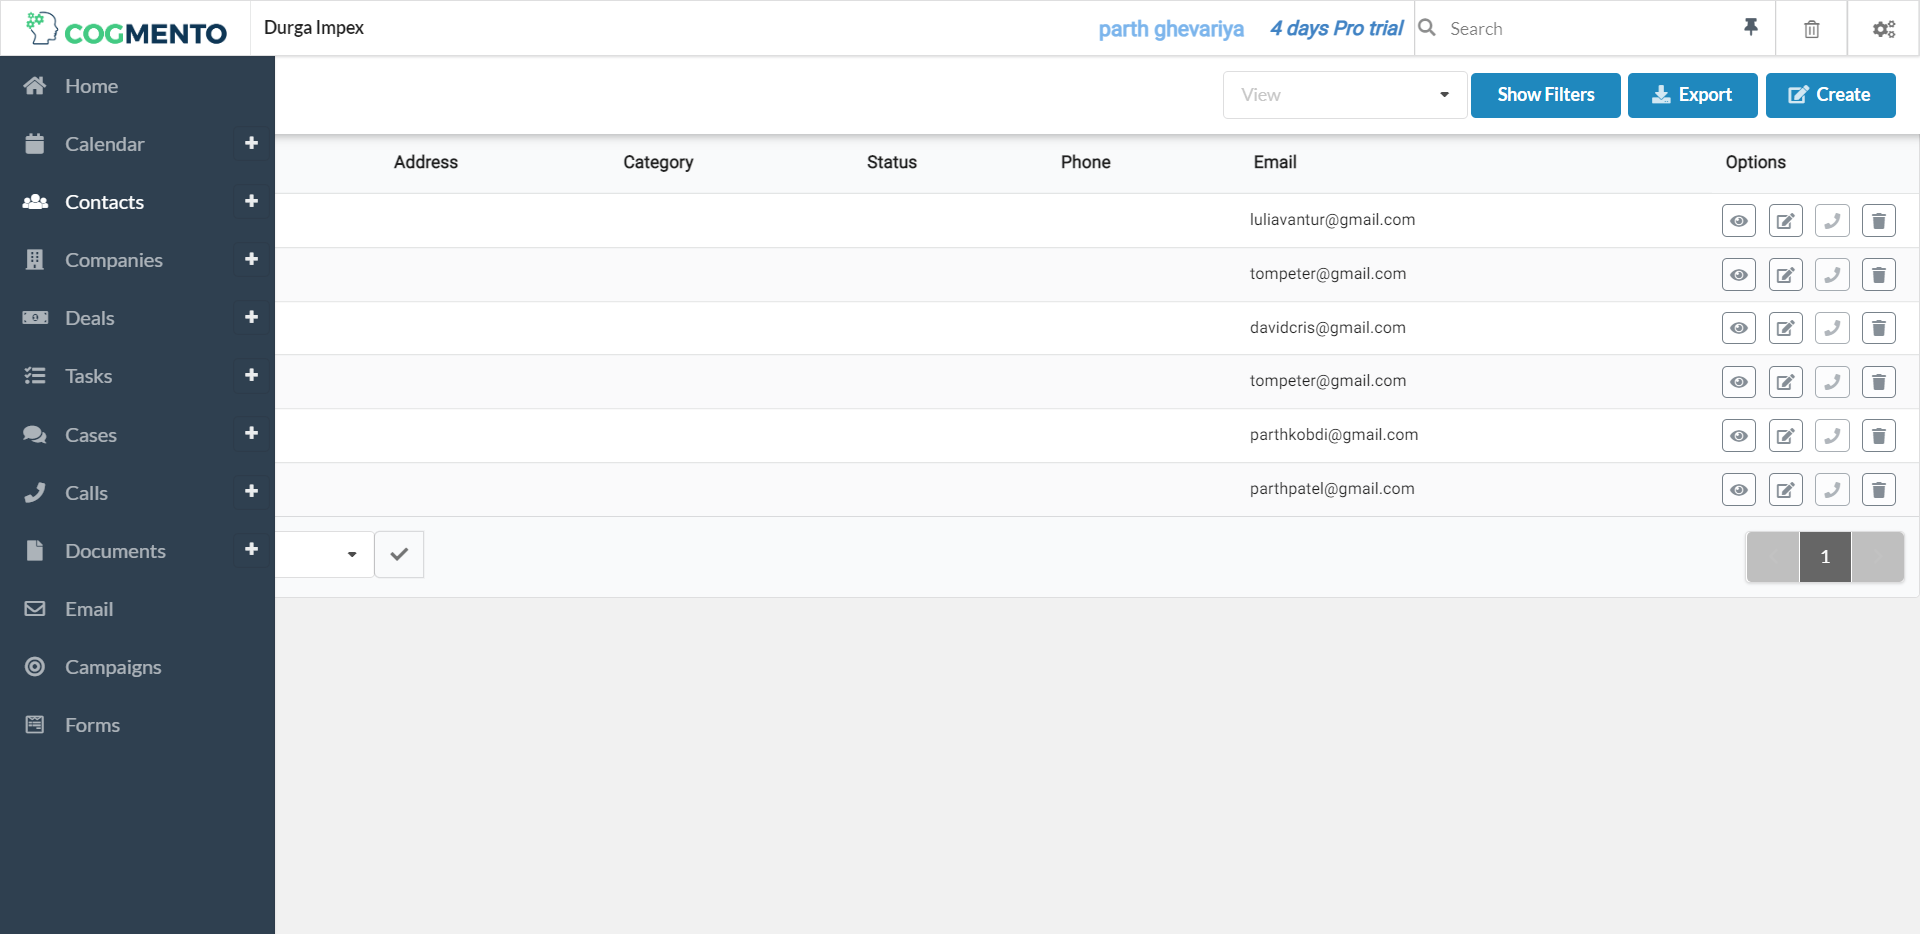 COGMENTO
Durga Impex
parth ghevariya
4 days Pro trial
Search
Home
Calendar
Contacts
Companies
Deals
Tasks
Cases
Calls
Documents
Email
Campaigns
Forms
View
Show Filters
Export
Create
Address Category Status Phone Email Options
luliavantur@gmail.com
tompeter@gmail.com
davidcris@gmail.com
tompeter@gmail.com
parthkobdi@gmail.com
parthpatel@gmail.com
1